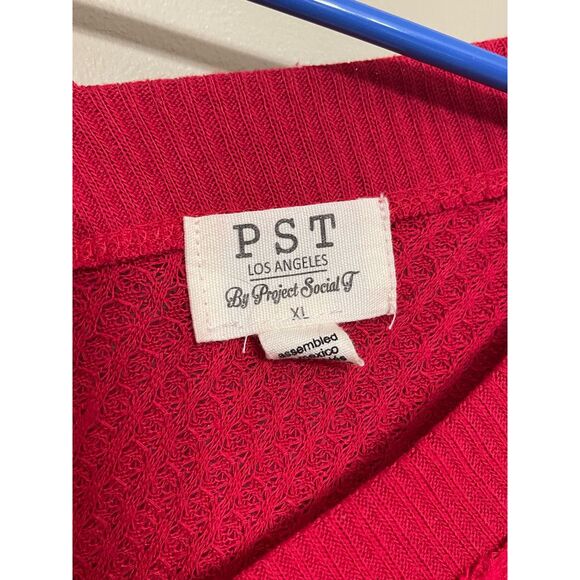 PST
LOS ANGELES
By Project Social T
XL
assembled